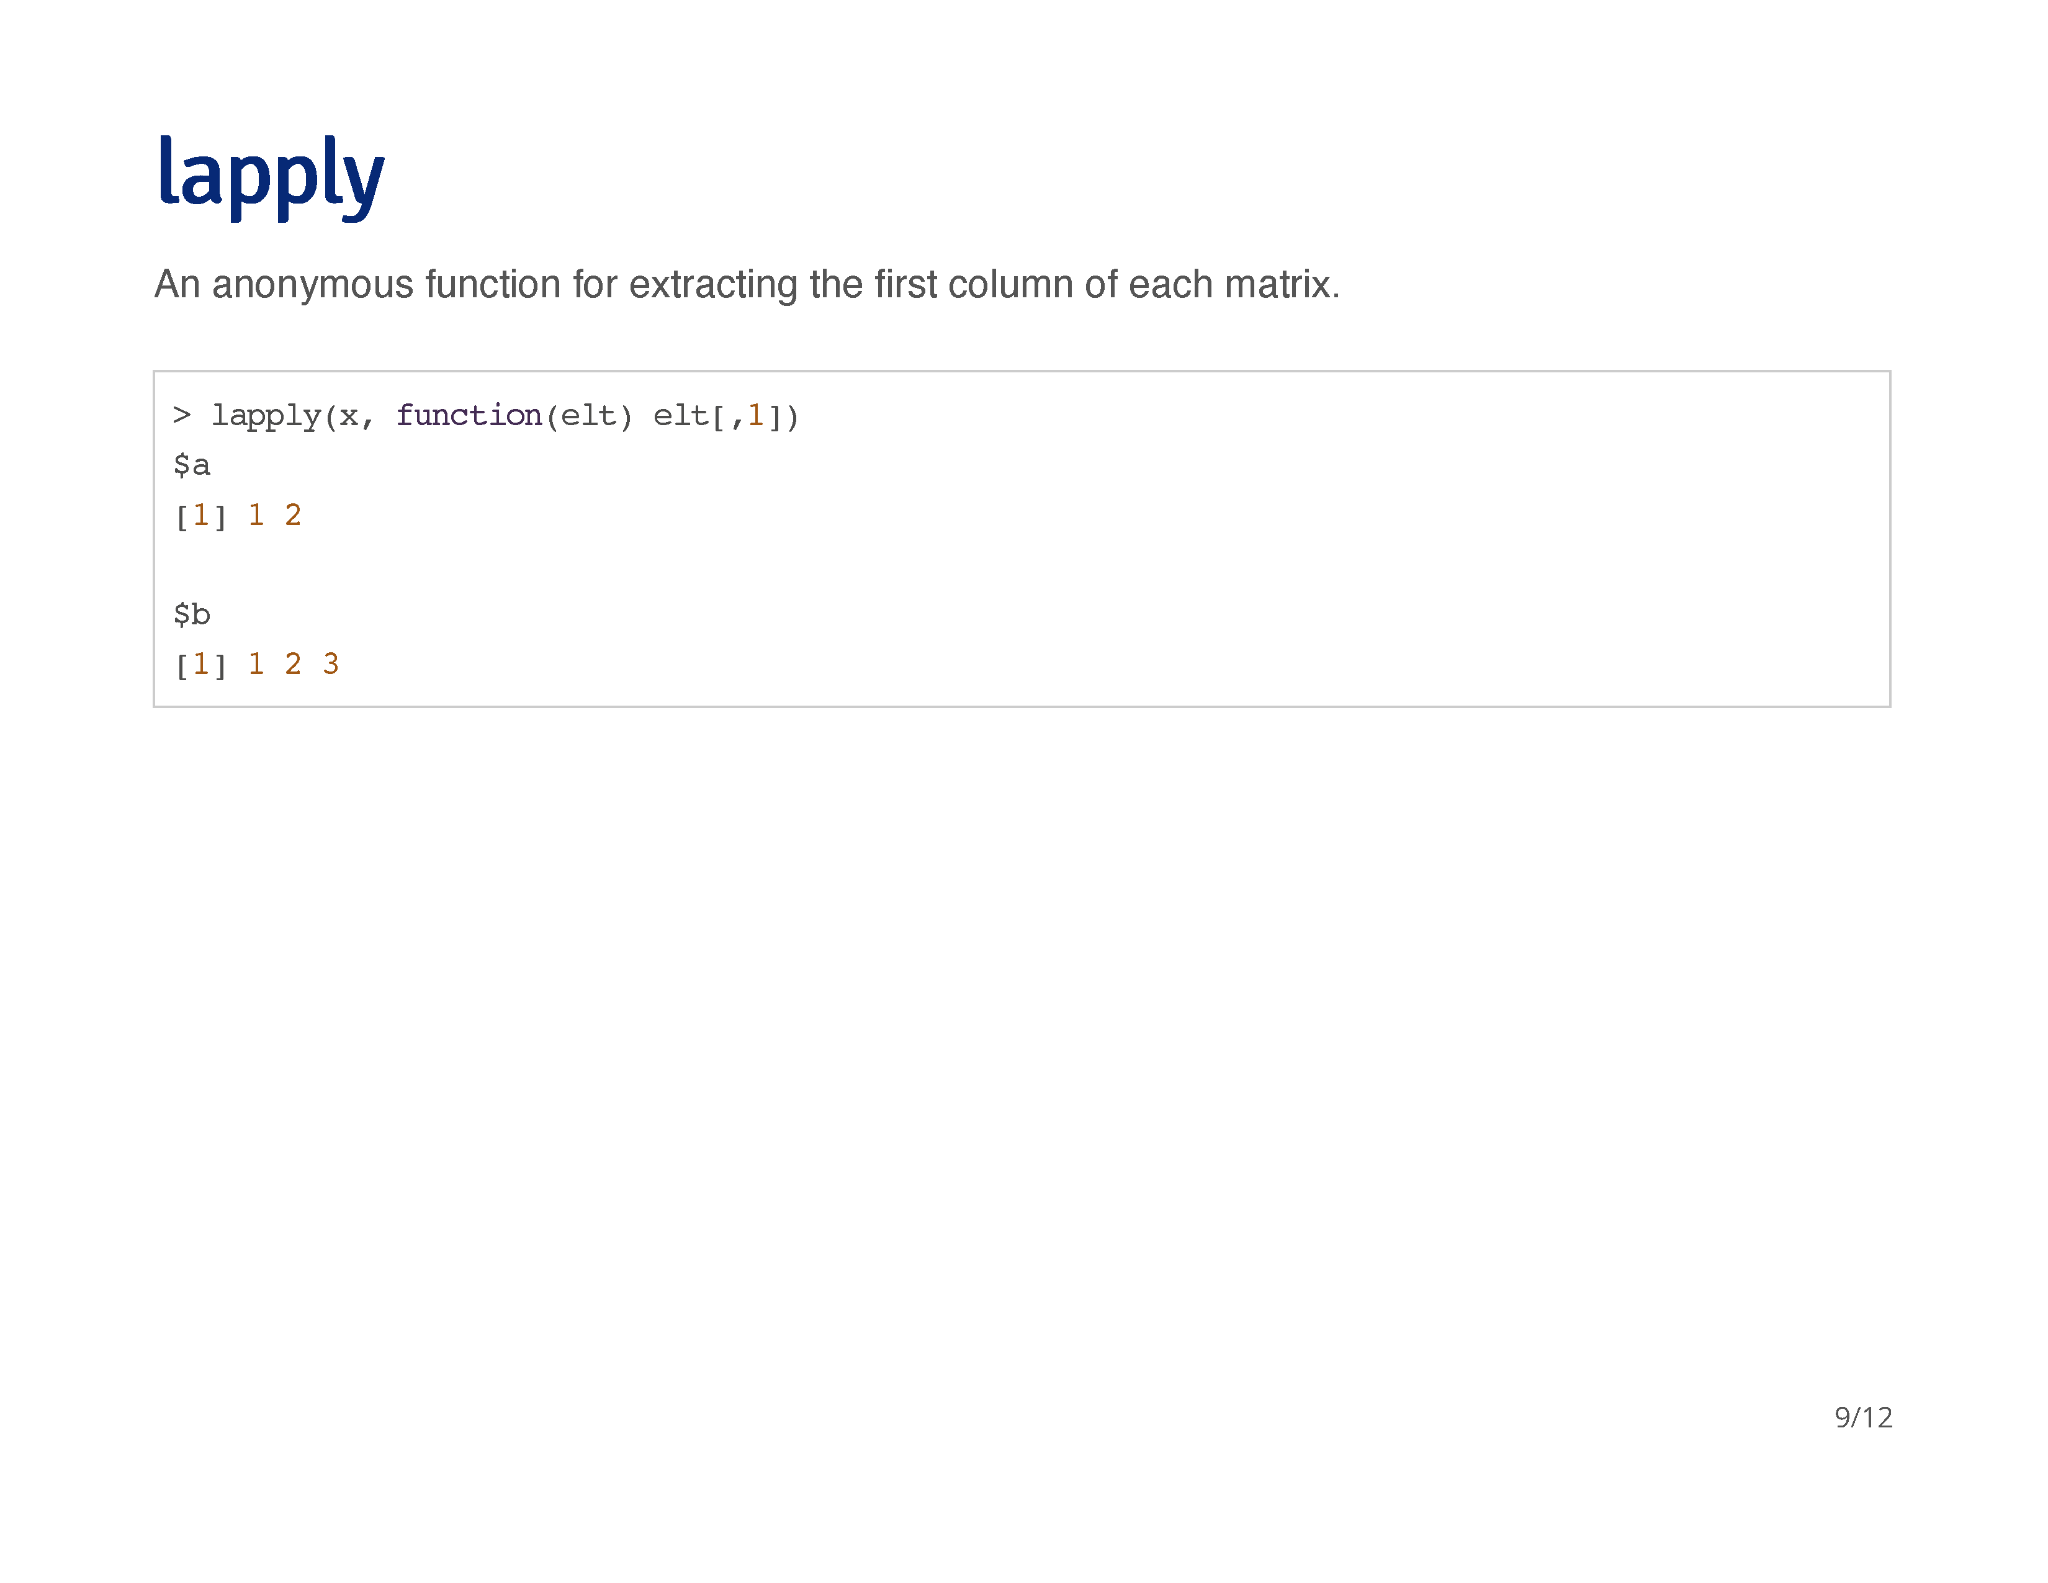 lapply
An anonymous function for extracting the first column of each matrix.
> lapply(x, function(elt) elt[,1])
$a
[1] 1 2
$b
[1] 1 2 3
9/12